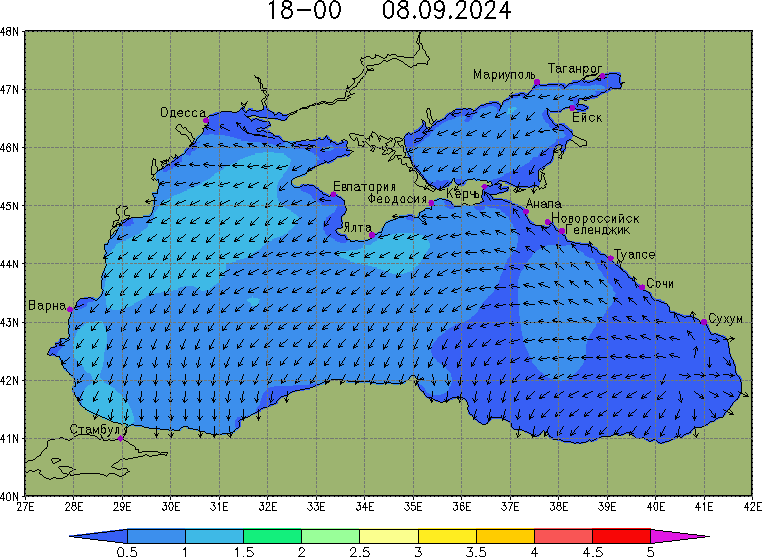 18-00 08.09.2024
48N
47N
46N
45N
44N
43N
42N
41N
40N
Мариуполь
Таганрог
Ейск
Одесса
Евпатория
Феодосия
Керчь
Ялта
Анапа
Новороссийск
Геленджик
Туапсе
Сочи
Сухум
Варна
Стамбул
27E 28E 29E 30E 31E 32E 33E 34E 35E 36E 37E 38E 39E 40E 41E 42E
0.5 1 1.5 2 2.5 3 3.5 4 4.5 5